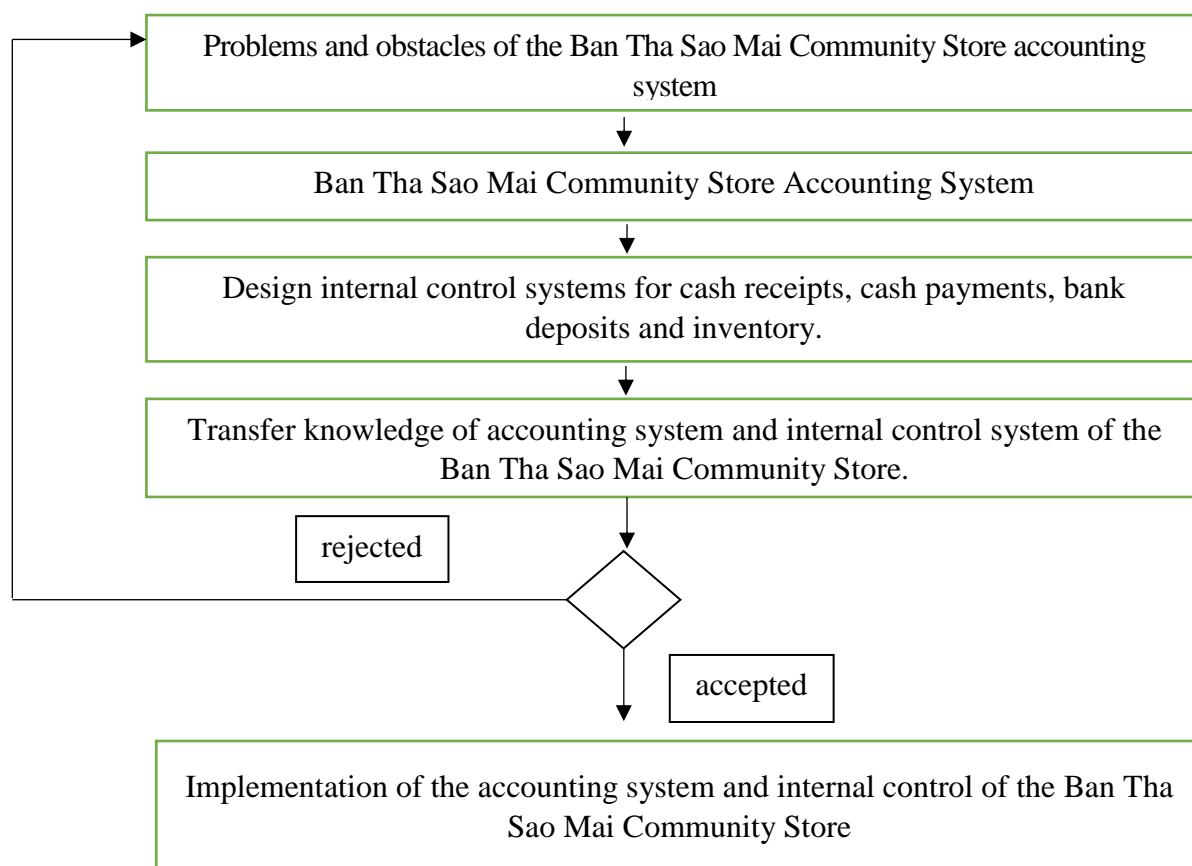 Problems and obstacles of the Ban Tha Sao Mai Community Store accounting
system
Ban Tha Sao Mai Community Store Accounting System
Design internal control systems for cash receipts, cash payments, bank
deposits and inventory.
Transfer knowledge of accounting system and internal control system of the
Ban Tha Sao Mai Community Store.
rejected
accepted
Implementation of the accounting system and internal control of the Ban Tha
Sao Mai Community Store